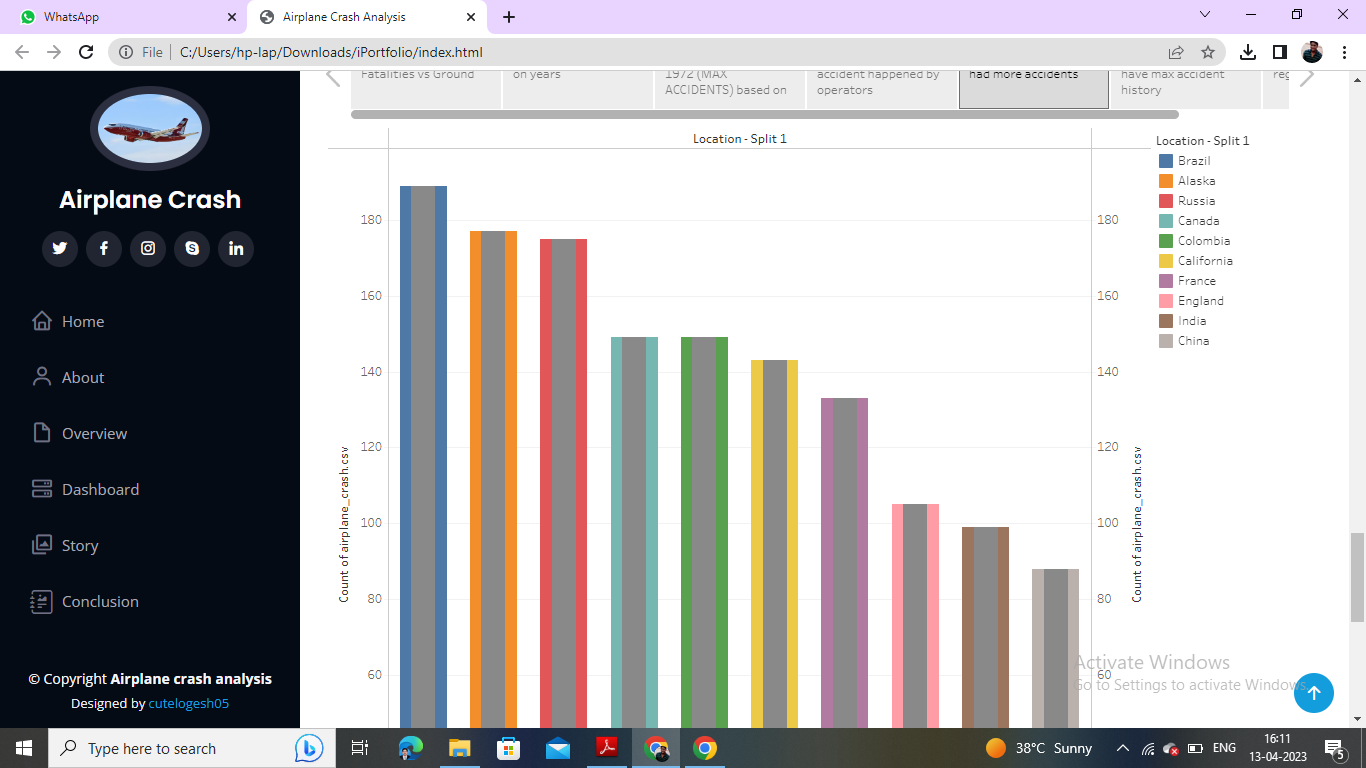 WhatsApp
Airplane Crash Analysis
File
C:/Users/hp-lap/Downloads/iPortfolio/index.html
Airplane Crash
Home
About
Overview
Dashboard
Story
Conclusion
© Copyright Airplane crash analysis
Designed by cutelogesh05
Fatalities vs Ground
on years
1972 (MAX
ACCIDENTS) based on
accident happened by
operators
had more accidents
have max accident
history
reg
Location - Split 1
180
160
140
120
100
80
60
Count of airplane_crash.csv
180
160
140
120
100
80
60
Count of airplane_crash.csv
Location - Split 1
Brazil
Alaska
Russia
Canada
Colombia
California
France
England
India
China
Activate Windows
Go to Settings to activate Windows.
Type here to search
38°C Sunny
ENG
16:11
13-04-2023
5